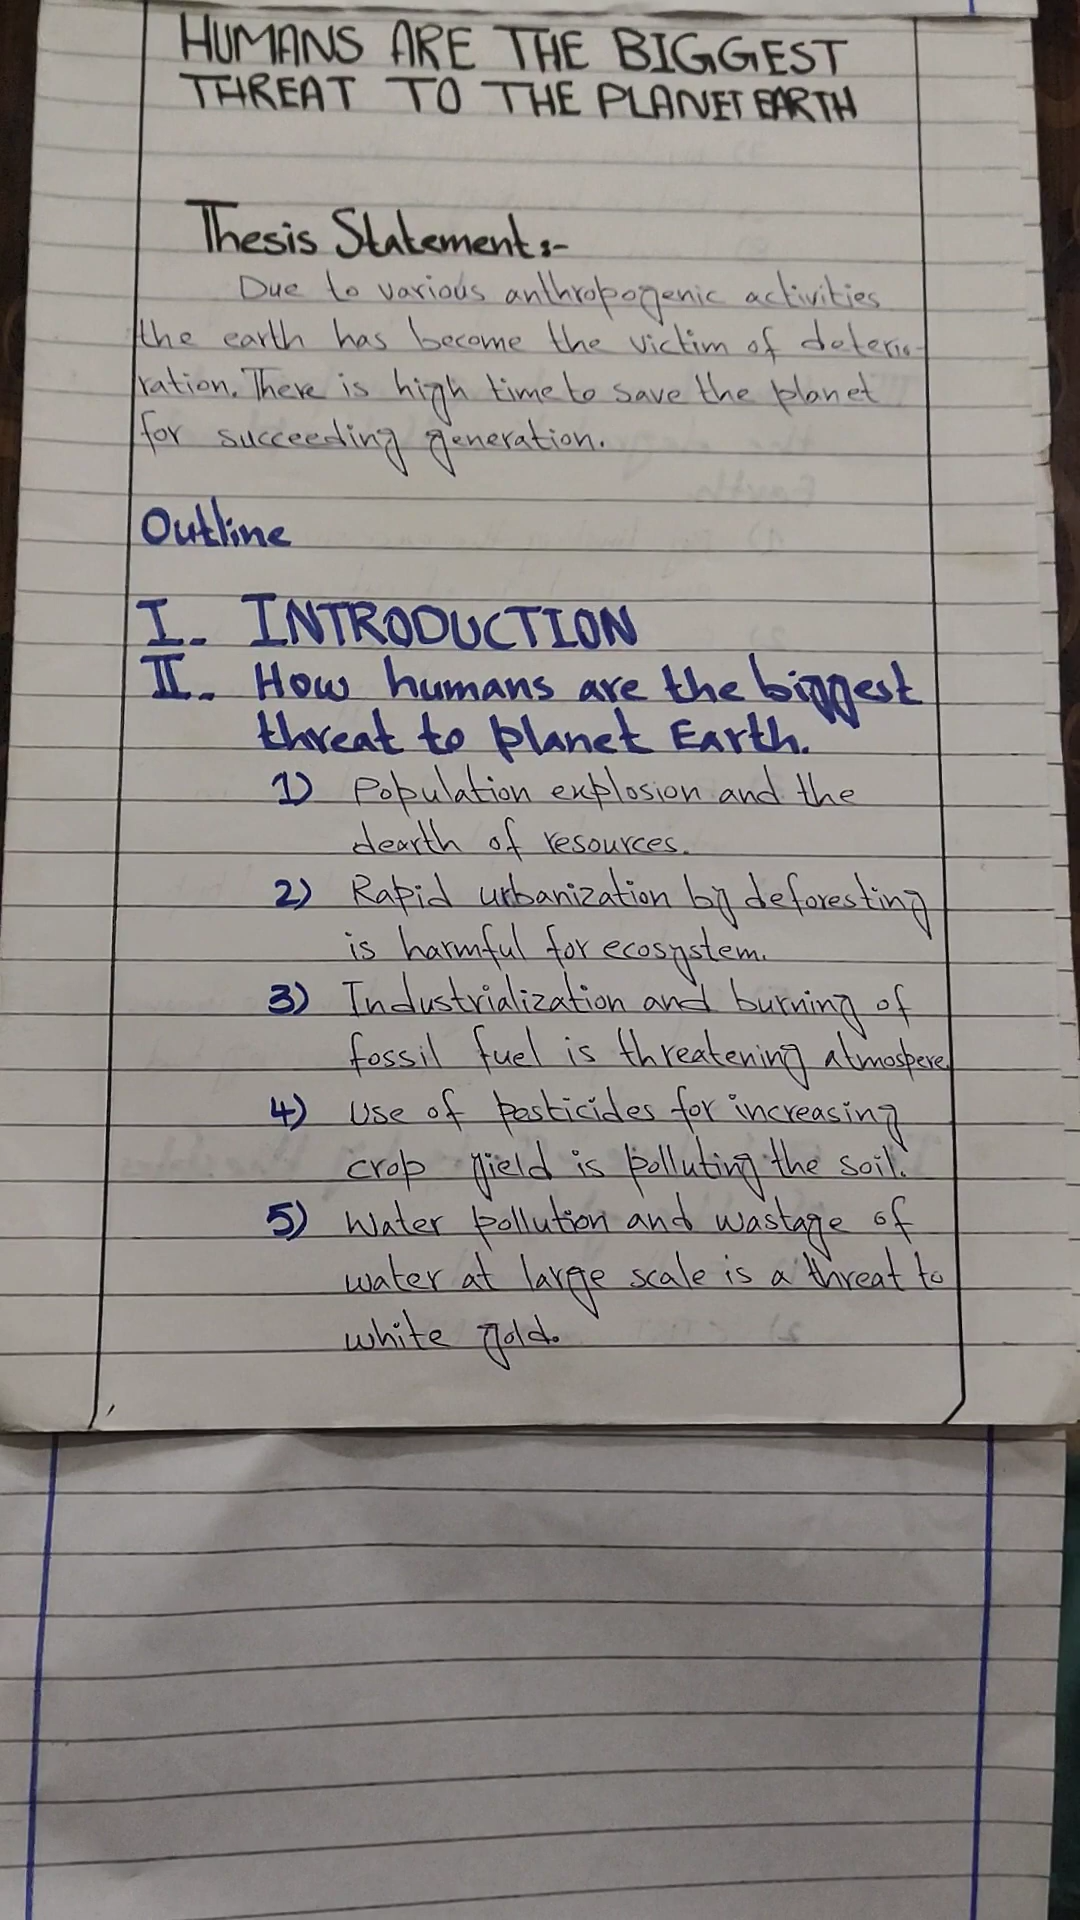 HUMANS ARE THE BIGGEST
THREAT TO THE PLANET EARTH
Thesis Statement:-
Due to various anthropogenic activities
the earth has become the victim of deterio-
ration. There is high time to save the planet
for succeeding generation.
Outline
I. INTRODUCTION
II. How humans are the biggest
threat to planet Earth.
1) Population explosion and the
dearth of resources.
2) Rapid urbanization by deforesting
is harmful for ecosystem.
3) Industrialization and burning of
fossil fuel is threatening atmospere.
4) Use of pesticides for increasing
crop yield is polluting the soil.
5) Water pollution and wastage of
water at large scale is a threat to
white gold.